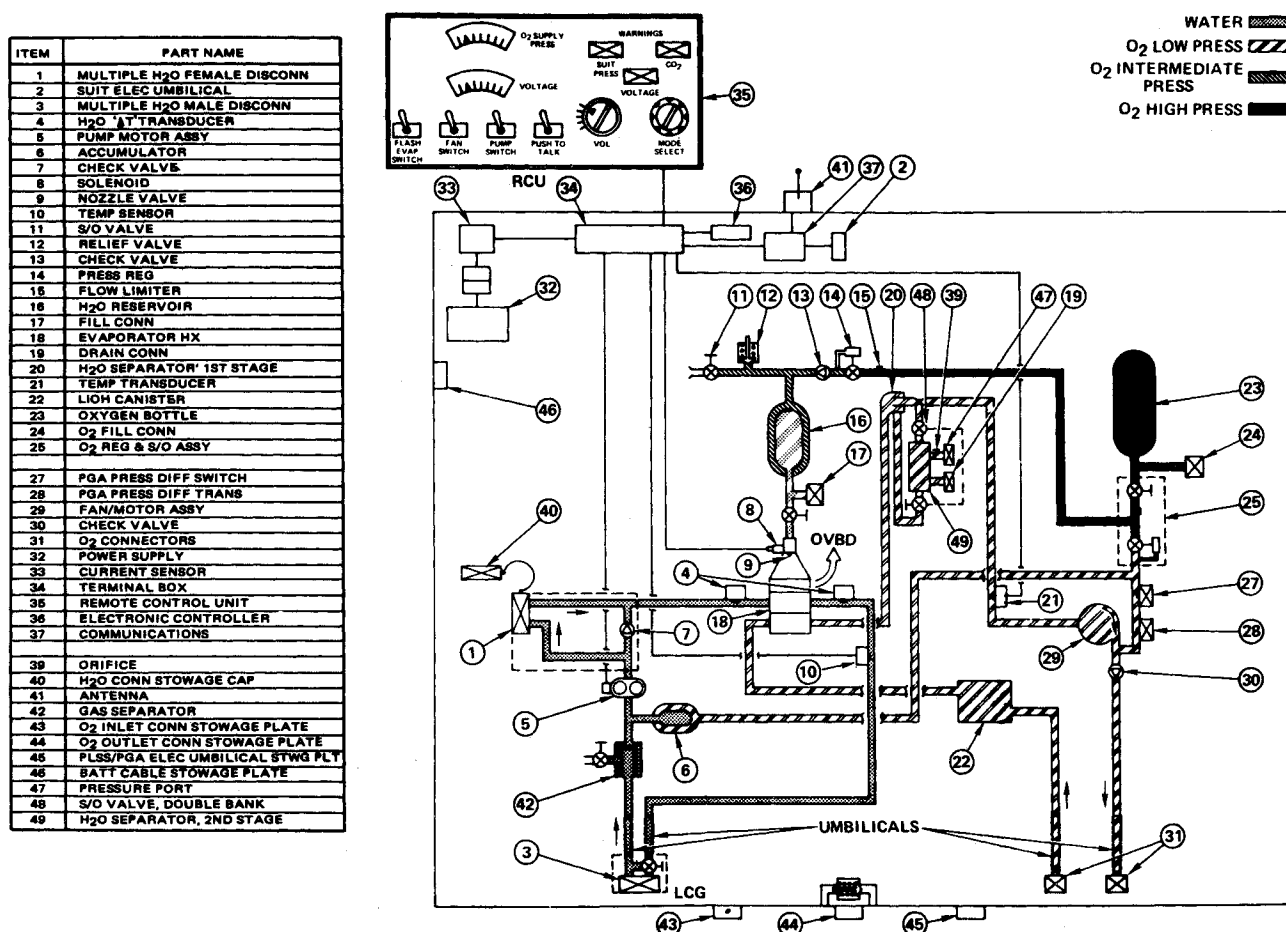 ITEM PART NAME
1 MULTIPLE H2O FEMALE DISCONN
2 SUIT ELEC UMBILICAL
3 MULTIPLE H2O MALE DISCONN
4 H2O 'ΔT' TRANSDUCER
5 PUMP MOTOR ASSY
6 ACCUMULATOR
7 CHECK VALVE
8 SOLENOID
9 NOZZLE VALVE
10 TEMP SENSOR
11 S/O VALVE
12 RELIEF VALVE
13 CHECK VALVE
14 PRESS REG
15 FLOW LIMITER
16 H2O RESERVOIR
17 FILL CONN
18 EVAPORATOR HX
19 DRAIN CONN
20 H2O SEPARATOR' 1ST STAGE
21 TEMP TRANSDUCER
22 LIOH CANISTER
23 OXYGEN BOTTLE
24 O2 FILL CONN
25 O2 REG & S/O ASSY
27 PGA PRESS DIFF SWITCH
28 PGA PRESS DIFF TRANS
29 FAN/MOTOR ASSY
30 CHECK VALVE
31 O2 CONNECTORS
32 POWER SUPPLY
33 CURRENT SENSOR
34 TERMINAL BOX
35 REMOTE CONTROL UNIT
36 ELECTRONIC CONTROLLER
37 COMMUNICATIONS
39 ORIFICE
40 H2O CONN STOWAGE CAP
41 ANTENNA
42 GAS SEPARATOR
43 O2 INLET CONN STOWAGE PLATE
44 O2 OUTLET CONN STOWAGE PLATE
45 PLSS/PGA ELEC UMBILICAL STWG PLT
46 BATT CABLE STOWAGE PLATE
47 PRESSURE PORT
48 S/O VALVE, DOUBLE BANK
49 H2O SEPARATOR, 2ND STAGE
O2 SUPPLY
PRESS
WARNINGS
SUIT
PRESS
CO2
VOLTAGE
VOLTAGE
FLASH
EVAP
SWITCH
FAN
SWITCH
PUMP
SWITCH
PUSH TO
TALK
VOL
MODE
SELECT
RCU
35
WATER
O2 LOW PRESS
O2 INTERMEDIATE
PRESS
O2 HIGH PRESS
33 34 36 41 37 2
32
46
11 12 13 14 15 20 48 39 47 19
16
23
17
24
40
8
9
OVBD
49
25
4
27
1
7
18
10
21
29
28
5
30
6
22
42
UMBILICALS
3
LCG
31
43 44 45